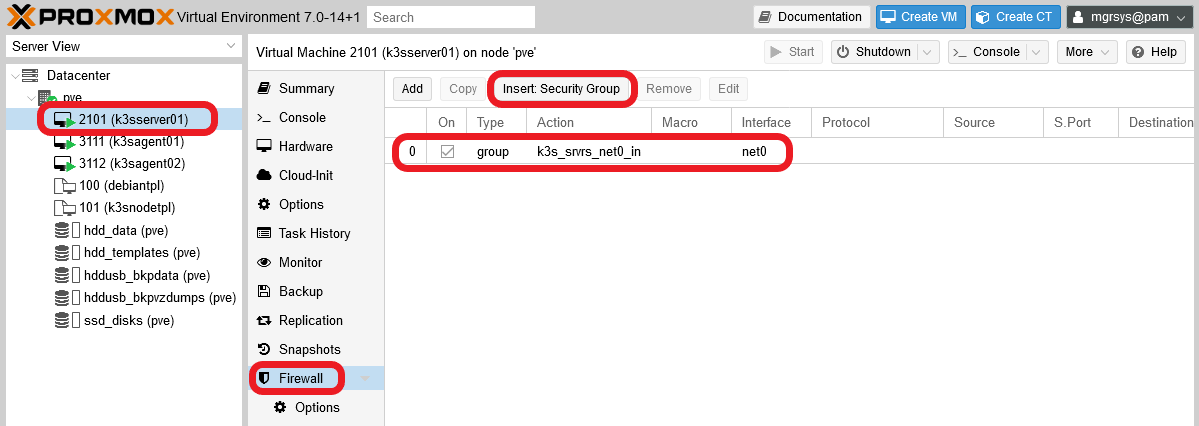 PROXMOX Virtual Environment 7.0-14+1 Search Documentation Create VM Create CT mgrsys@pam
Server View
Datacenter
pve
2101 (k3sserver01)
3111 (k3sagent01)
3112 (k3sagent02)
100 (debiantpl)
101 (k3snodetpl)
hdd_data (pve)
hdd_templates (pve)
hddusb_bkpdata (pve)
hddusb_bkpvzdumps (pve)
ssd_disks (pve)
Virtual Machine 2101 (k3sserver01) on node 'pve' Start Shutdown Console More Help
Summary
Console
Hardware
Cloud-Init
Options
Task History
Monitor
Backup
Replication
Snapshots
Firewall
Options
Add Copy Insert: Security Group Remove Edit
On Type Action Macro Interface Protocol Source S.Port Destination
0 group k3s_srvrs_net0_in net0